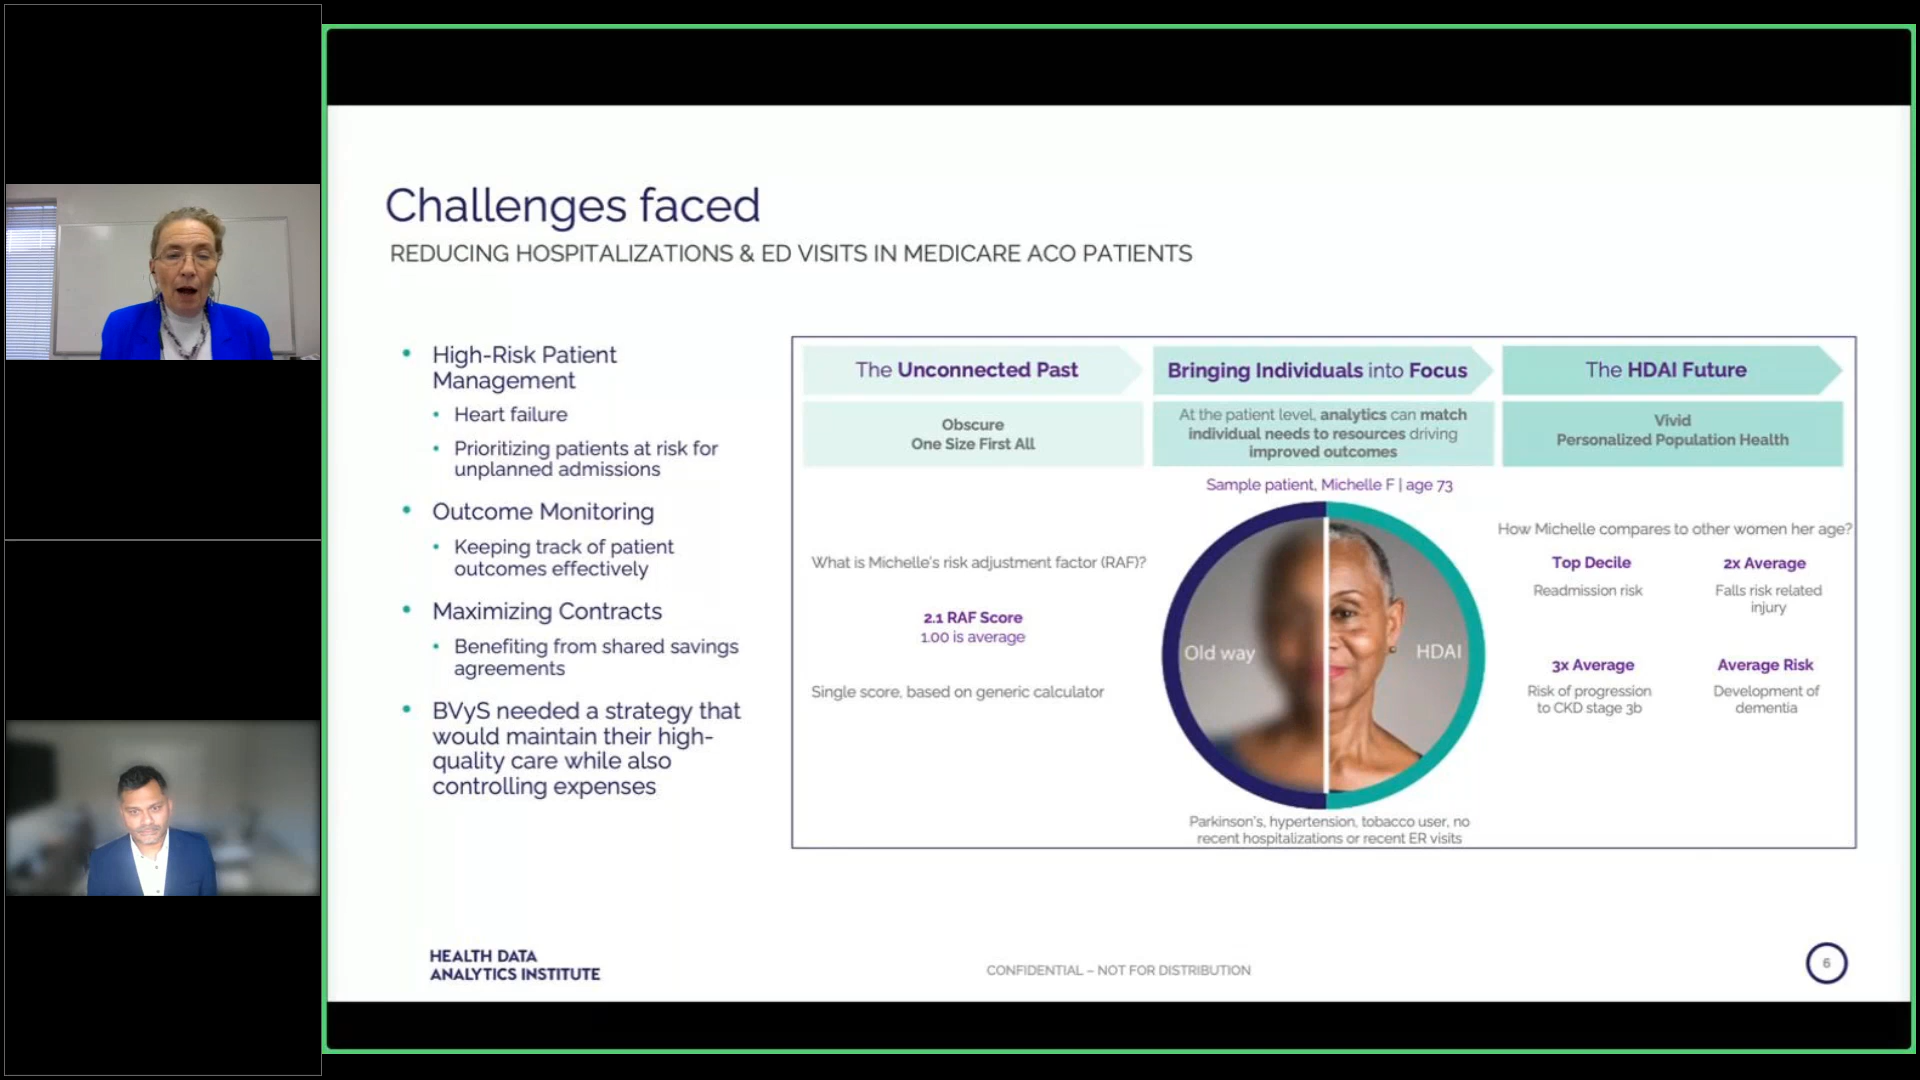 Challenges faced
REDUCING HOSPITALIZATIONS & ED VISITS IN MEDICARE ACO PATIENTS
• High-Risk Patient
Management
• Heart failure
• Prioritizing patients at risk for
unplanned admissions
• Outcome Monitoring
• Keeping track of patient
outcomes effectively
• Maximizing Contracts
• Benefiting from shared savings
agreements
• BVyS needed a strategy that
would maintain their high-
quality care while also
controlling expenses
The Unconnected Past
Obscure
One Size First All
What is Michelle's risk adjustment factor (RAF)?
2.1 RAF Score
1.00 is average
Single score, based on generic calculator
Bringing Individuals into Focus
At the patient level, analytics can match
individual needs to resources driving
improved outcomes
Sample patient, Michelle F | age 73
Old way
HDAI
Parkinson's, hypertension, tobacco user, no
recent hospitalizations or recent ER visits
The HDAI Future
Vivid
Personalized Population Health
How Michelle compares to other women her age?
Top Decile
Readmission risk
2x Average
Falls risk related
injury
3x Average
Risk of progression
to CKD stage 3b
Average Risk
Development of
dementia
HEALTH DATA
ANALYTICS INSTITUTE
CONFIDENTIAL – NOT FOR DISTRIBUTION
6